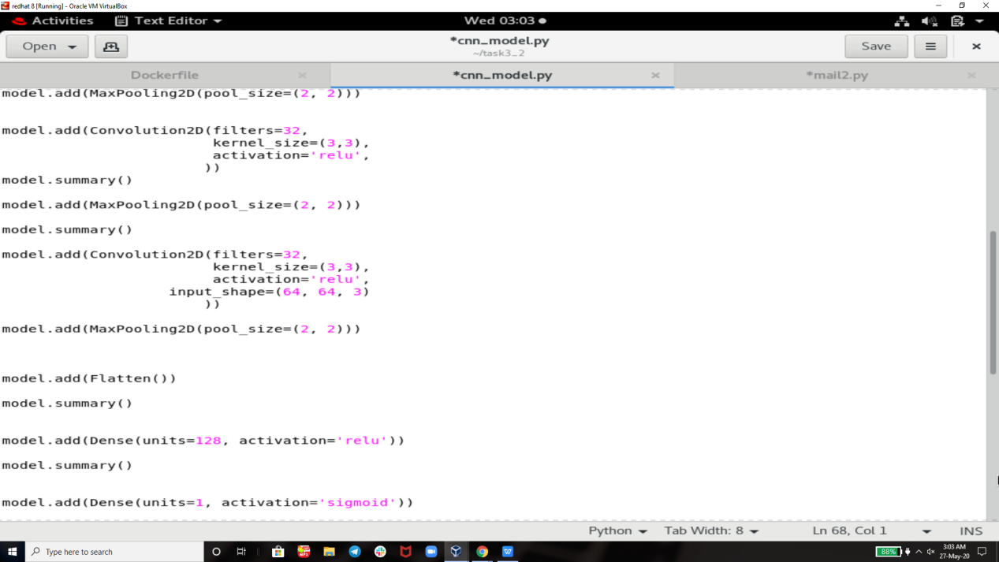 redhat 8 [Running] - Oracle VM VirtualBox
Activities Text Editor Wed 03:03
Open *cnn_model.py Save
~/task3_2
Dockerfile *cnn_model.py *mail2.py
model.add(MaxPooling2D(pool_size=(2, 2)))
model.add(Convolution2D(filters=32,
kernel_size=(3,3),
activation='relu',
))
model.summary()
model.add(MaxPooling2D(pool_size=(2, 2)))
model.summary()
model.add(Convolution2D(filters=32,
kernel_size=(3,3),
activation='relu',
input_shape=(64, 64, 3)
))
model.add(MaxPooling2D(pool_size=(2, 2)))
model.add(Flatten())
model.summary()
model.add(Dense(units=128, activation='relu'))
model.summary()
model.add(Dense(units=1, activation='sigmoid'))
Python Tab Width: 8 Ln 68, Col 1 INS
Type here to search 88% 3:03 AM
27-May-20